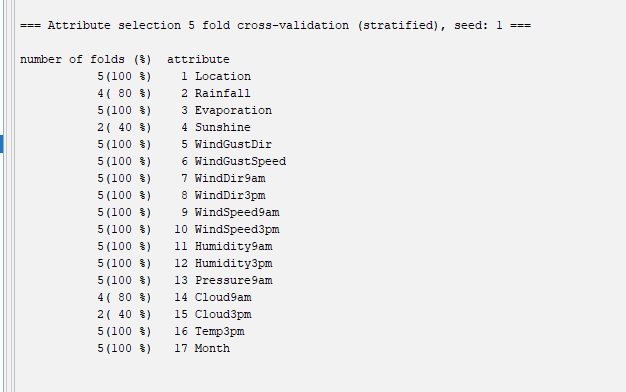 === Attribute selection 5 fold cross-validation (stratified), seed: 1 ===
number of folds (%)  attribute
           5(100 %)    1 Location
           4( 80 %)    2 Rainfall
           5(100 %)    3 Evaporation
           2( 40 %)    4 Sunshine
           5(100 %)    5 WindGustDir
           5(100 %)    6 WindGustSpeed
           5(100 %)    7 WindDir9am
           5(100 %)    8 WindDir3pm
           5(100 %)    9 WindSpeed9am
           5(100 %)   10 WindSpeed3pm
           5(100 %)   11 Humidity9am
           5(100 %)   12 Humidity3pm
           5(100 %)   13 Pressure9am
           4( 80 %)   14 Cloud9am
           2( 40 %)   15 Cloud3pm
           5(100 %)   16 Temp3pm
           5(100 %)   17 Month